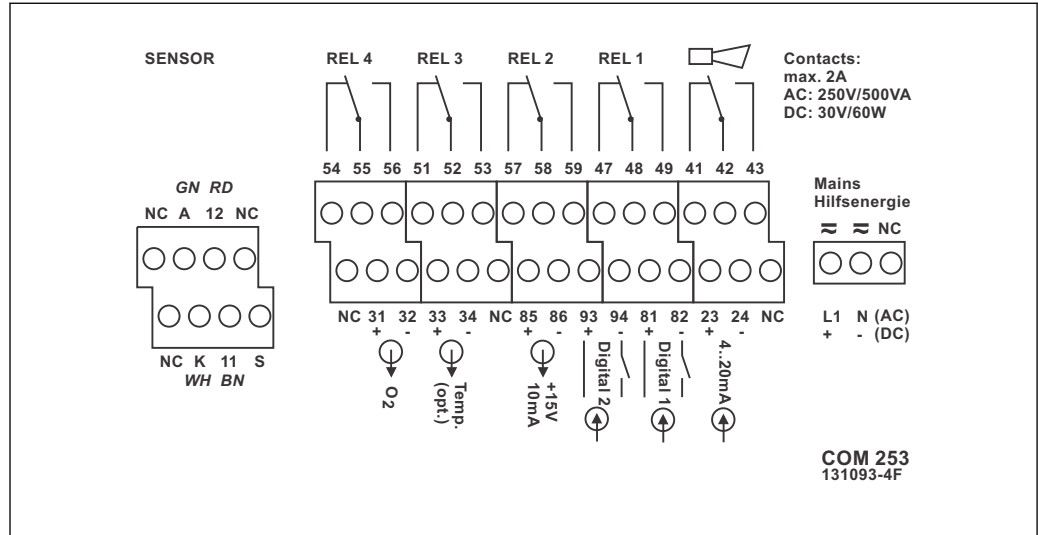 SENSOR
REL 4 REL 3 REL 2 REL 1
Contacts:
max. 2A
AC: 250V/500VA
DC: 30V/60W
54 55 56 51 52 53 57 58 59 47 48 49 41 42 43
GN RD
NC A 12 NC
NC K 11 S
WH BN
Mains
Hilfsenergie
≂ ≂ NC
L1 N (AC)
+ - (DC)
NC 31 32 33 34 NC 85 86 93 94 81 82 23 24 NC
+ - + - + - + - + - + -
O2
Temp.
(opt.)
+15V
10mA
Digital 2
Digital 1
4..20mA
COM 253
131093-4F